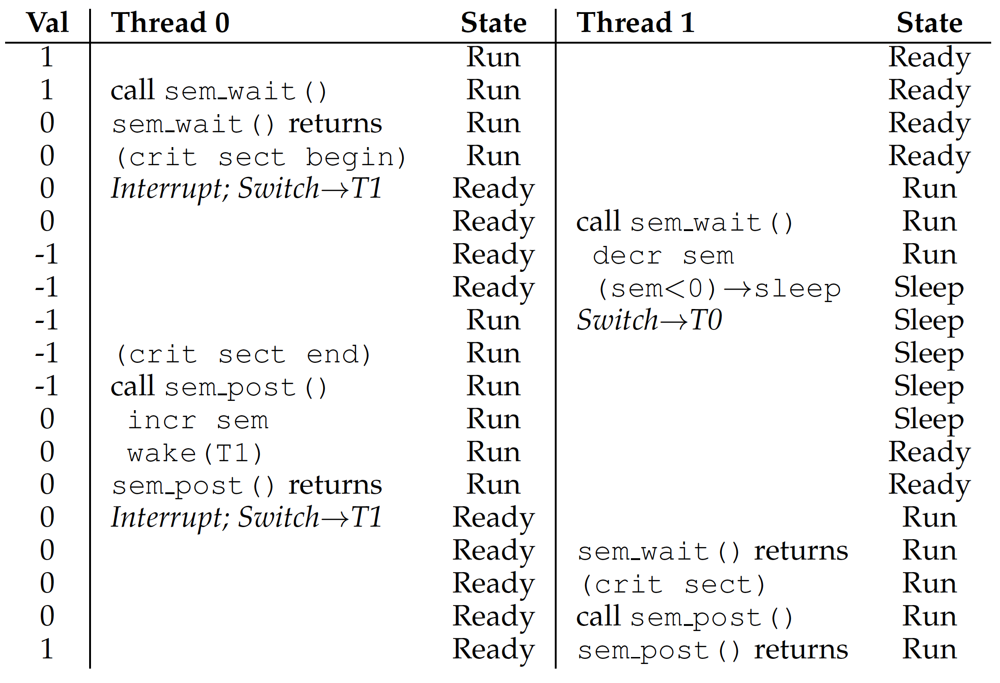 Val Thread 0 State Thread 1 State
1 Run Ready
1 call sem_wait() Run Ready
0 sem_wait() returns Run Ready
0 (crit sect begin) Run Ready
0 Interrupt; Switch→T1 Ready Run
0 Ready call sem_wait() Run
-1 Ready decr sem Run
-1 Ready (sem<0)→sleep Sleep
-1 Run Switch→T0 Sleep
-1 (crit sect end) Run Sleep
-1 call sem_post() Run Sleep
0 incr sem Run Sleep
0 wake(T1) Run Ready
0 sem_post() returns Run Ready
0 Interrupt; Switch→T1 Ready Run
0 Ready sem_wait() returns Run
0 Ready (crit sect) Run
0 Ready call sem_post() Run
1 Ready sem_post() returns Run